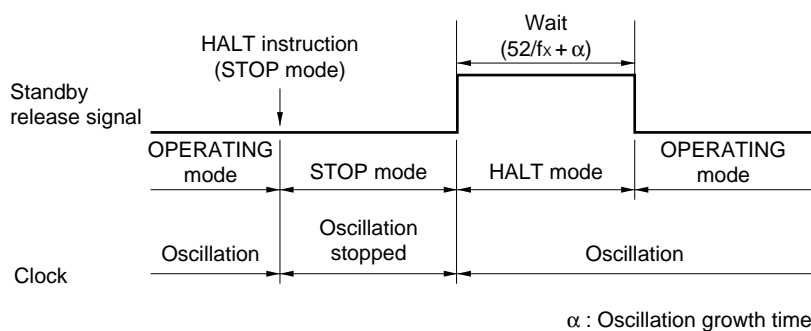 Wait
(52/fx + α)
HALT instruction
(STOP mode)
Standby
release signal
OPERATING
mode
STOP mode
HALT mode
OPERATING
mode
Oscillation
Oscillation
stopped
Oscillation
Clock
α : Oscillation growth time